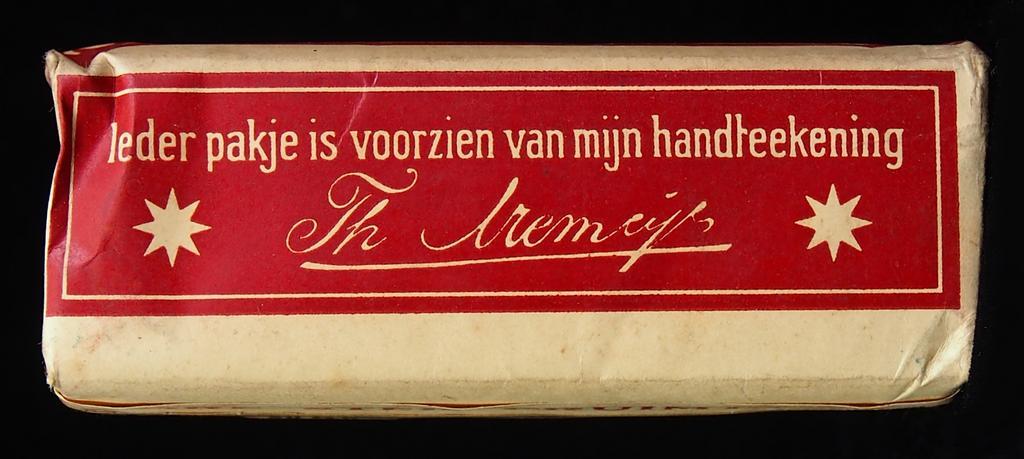 Ieder pakje is voorzien van mijn handteekening
Th